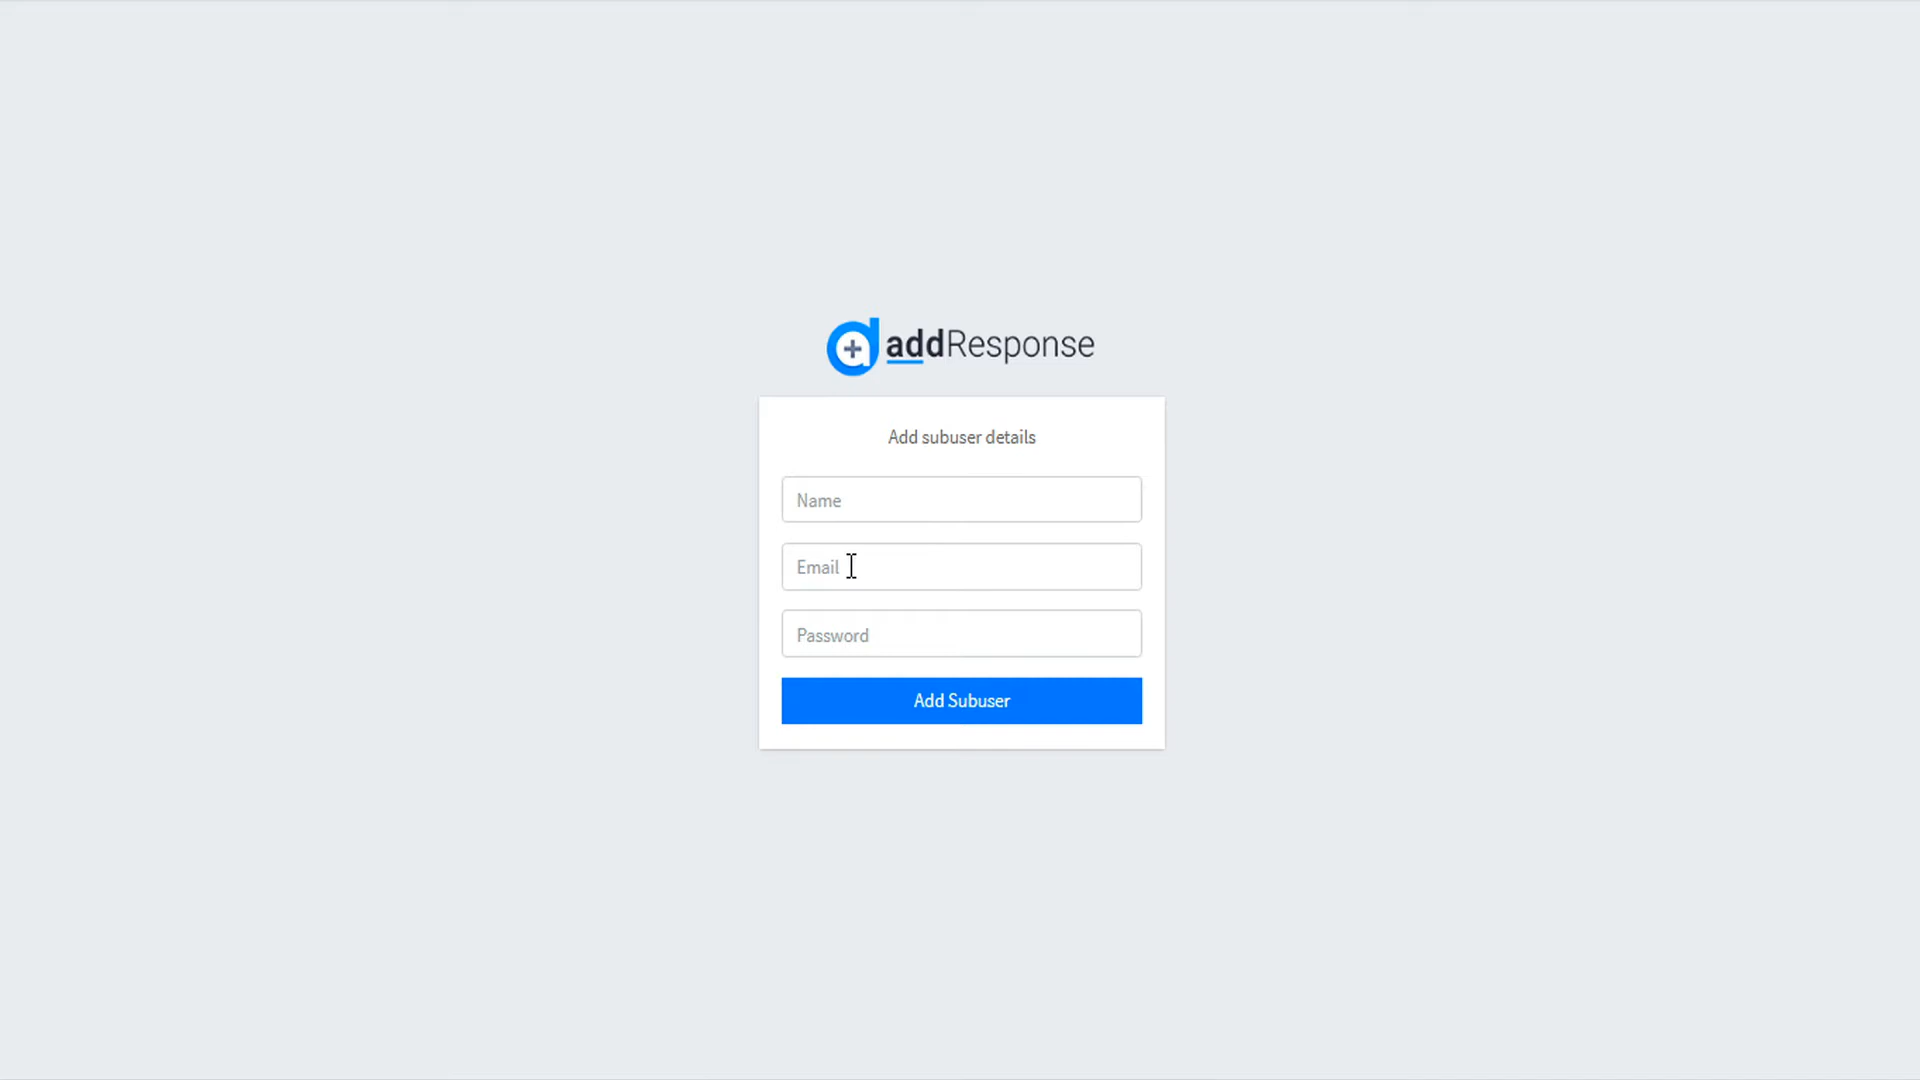 addResponse
Add subuser details
Name
Email
Password
Add Subuser